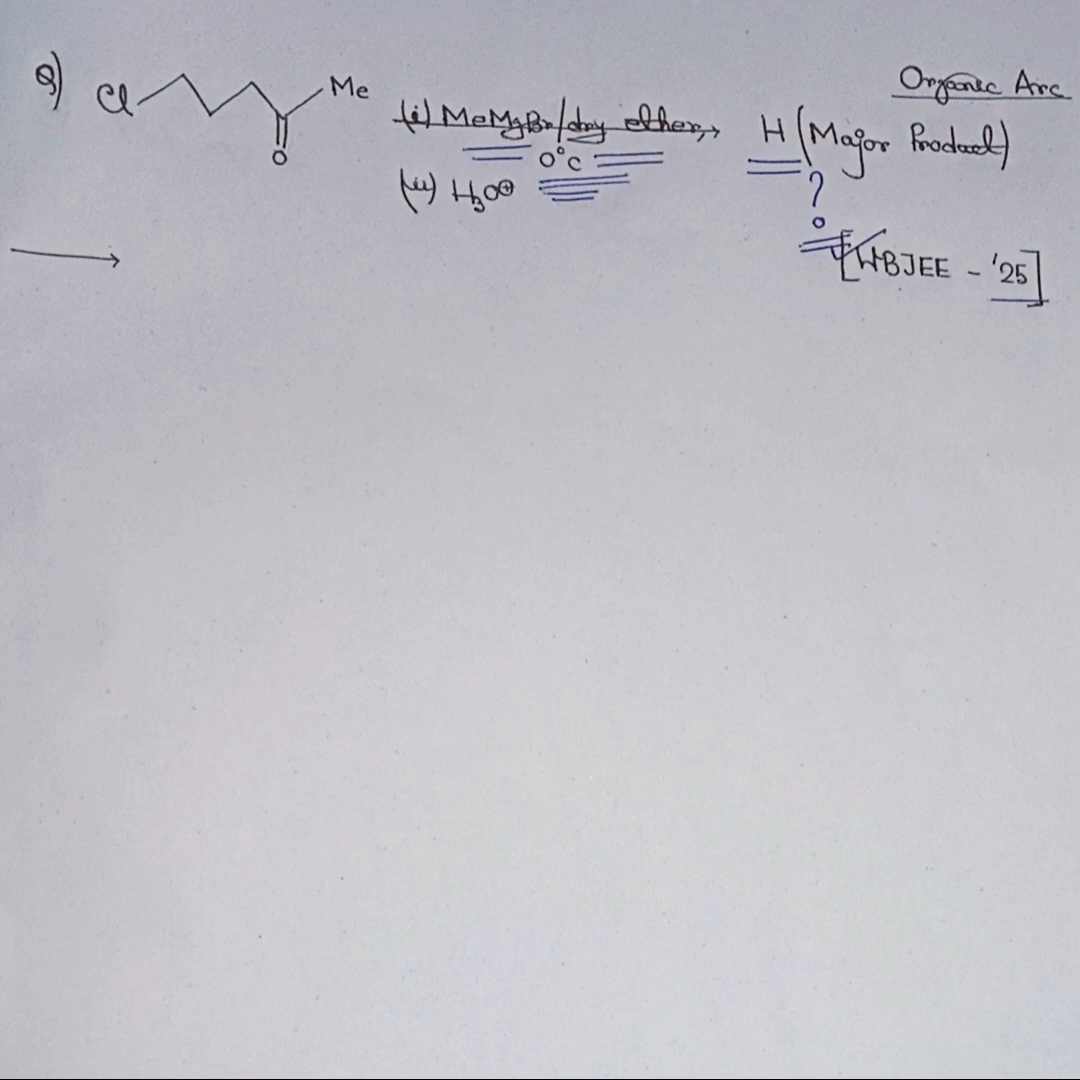 Organic Arc
Q) Cl Me O (i) MeMgBr/dry ether, H (Major Product)
0°C
(ii) H₃O⊕ ?
[WBJEE - '25]